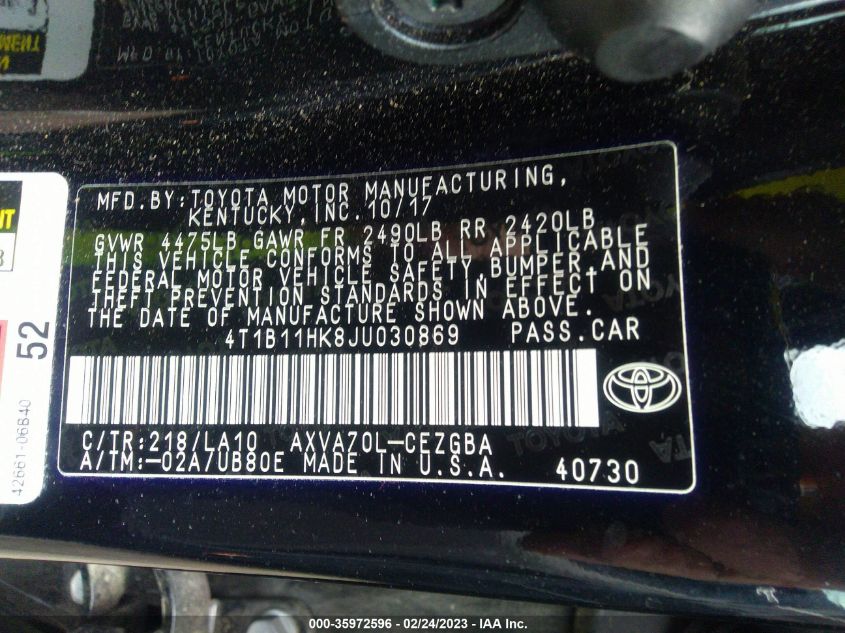 MFD.BY:TOYOTA MOTOR MANUFACTURING,
KENTUCKY,INC.10/17
GVWR 4475LB GAWR FR 2490LB RR 2420LB
THIS VEHICLE CONFORMS TO ALL APPLICABLE
FEDERAL MOTOR VEHICLE SAFETY,BUMPER,AND
THEFT PREVENTION STANDARDS IN EFFECT ON
THE DATE OF MANUFACTURE SHOWN ABOVE.
4T1B11HK8JU030869 PASS.CAR
C/TR:218/LA10 AXVA70L-CEZGBA
A/TM:-02A/UB80E MADE IN U.S.A. 40730
52
42661-06B40
000-35972596 - 02/24/2023 - IAA Inc.